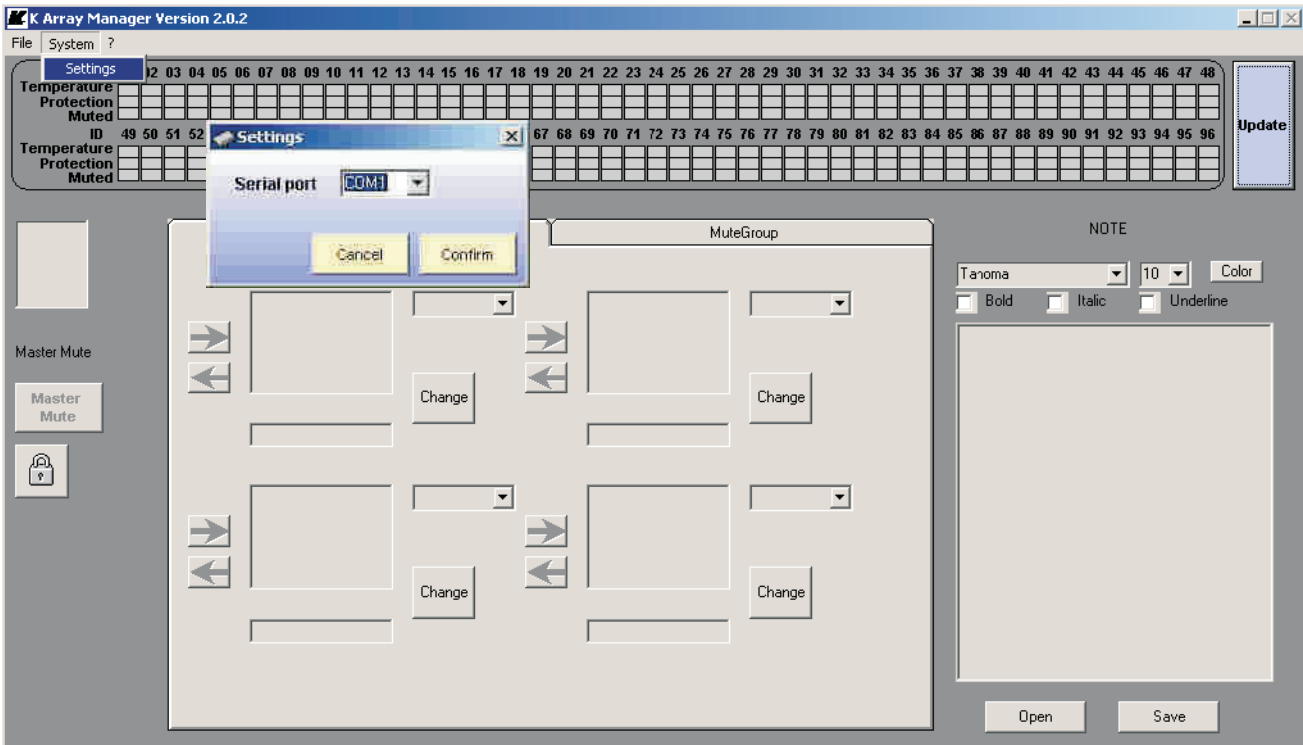 K Array Manager Version 2.0.2
File System ?
Settings
02 03 04 05 06 07 08 09 10 11 12 13 14 15 16 17 18 19 20 21 22 23 24 25 26 27 28 29 30 31 32 33 34 35 36 37 38 39 40 41 42 43 44 45 46 47 48
Temperature
Protection
Muted
Update
ID 49 50 51 52 67 68 69 70 71 72 73 74 75 76 77 78 79 80 81 82 83 84 85 86 87 88 89 90 91 92 93 94 95 96
Temperature
Protection
Muted
Settings
Serial port COM1
Cancel Confirm
MuteGroup
NOTE
Tahoma 10 Color
Bold Italic Underline
Master Mute
Master
Mute
Change Change
Change Change
Open Save